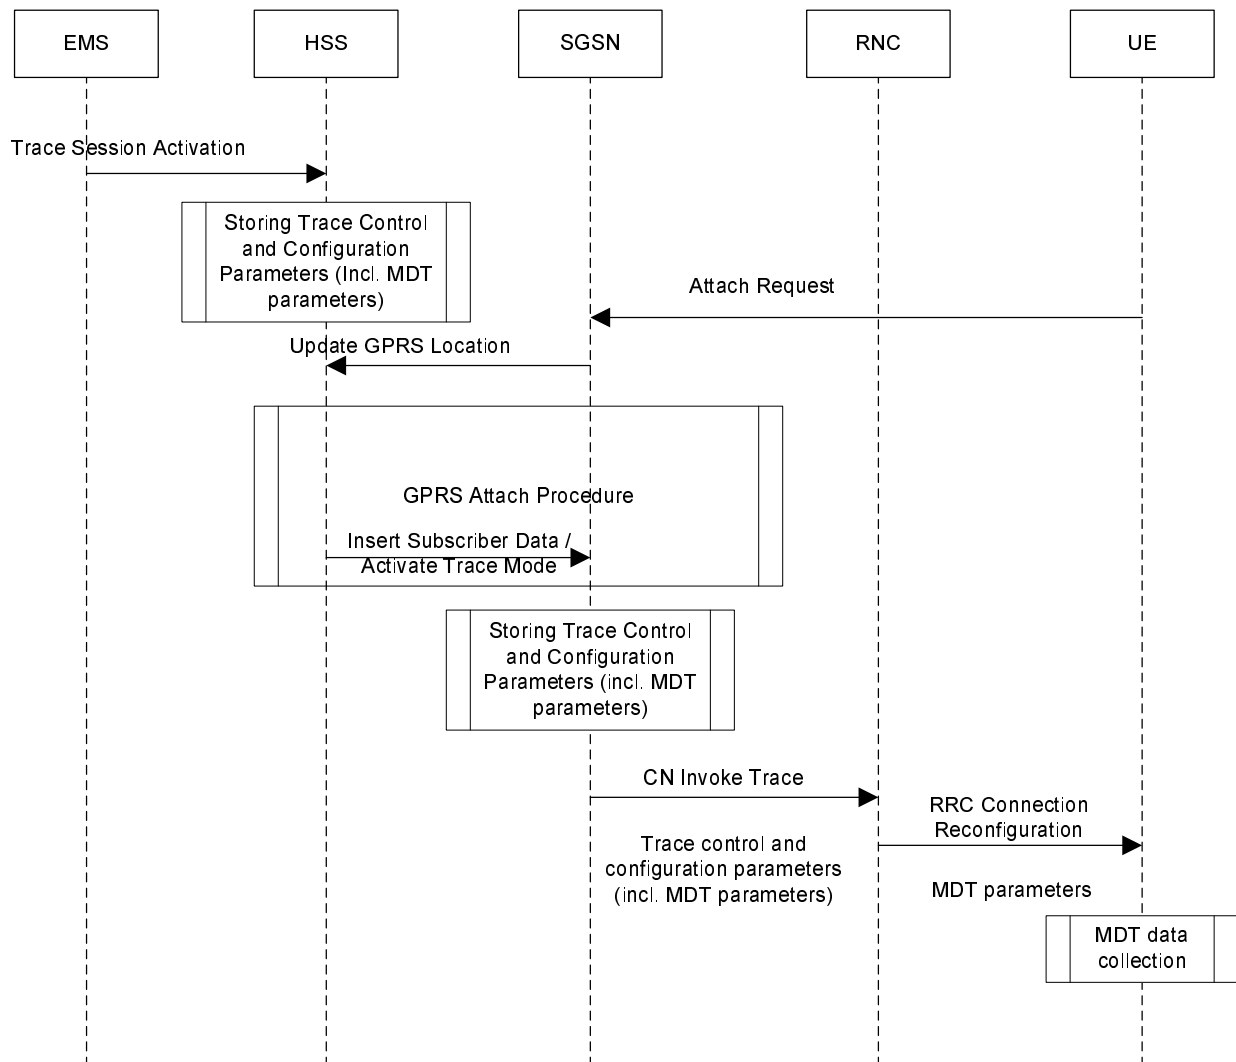 EMS
HSS
SGSN
RNC
UE
Trace Session Activation
Storing Trace Control
and Configuration
Parameters (Incl. MDT
parameters)
Attach Request
Update GPRS Location
GPRS Attach Procedure
Insert Subscriber Data /
Activate Trace Mode
Storing Trace Control
and Configuration
Parameters (incl. MDT
parameters)
CN Invoke Trace
RRC Connection
Reconfiguration
Trace control and
configuration parameters
(incl. MDT parameters)
MDT parameters
MDT data
collection